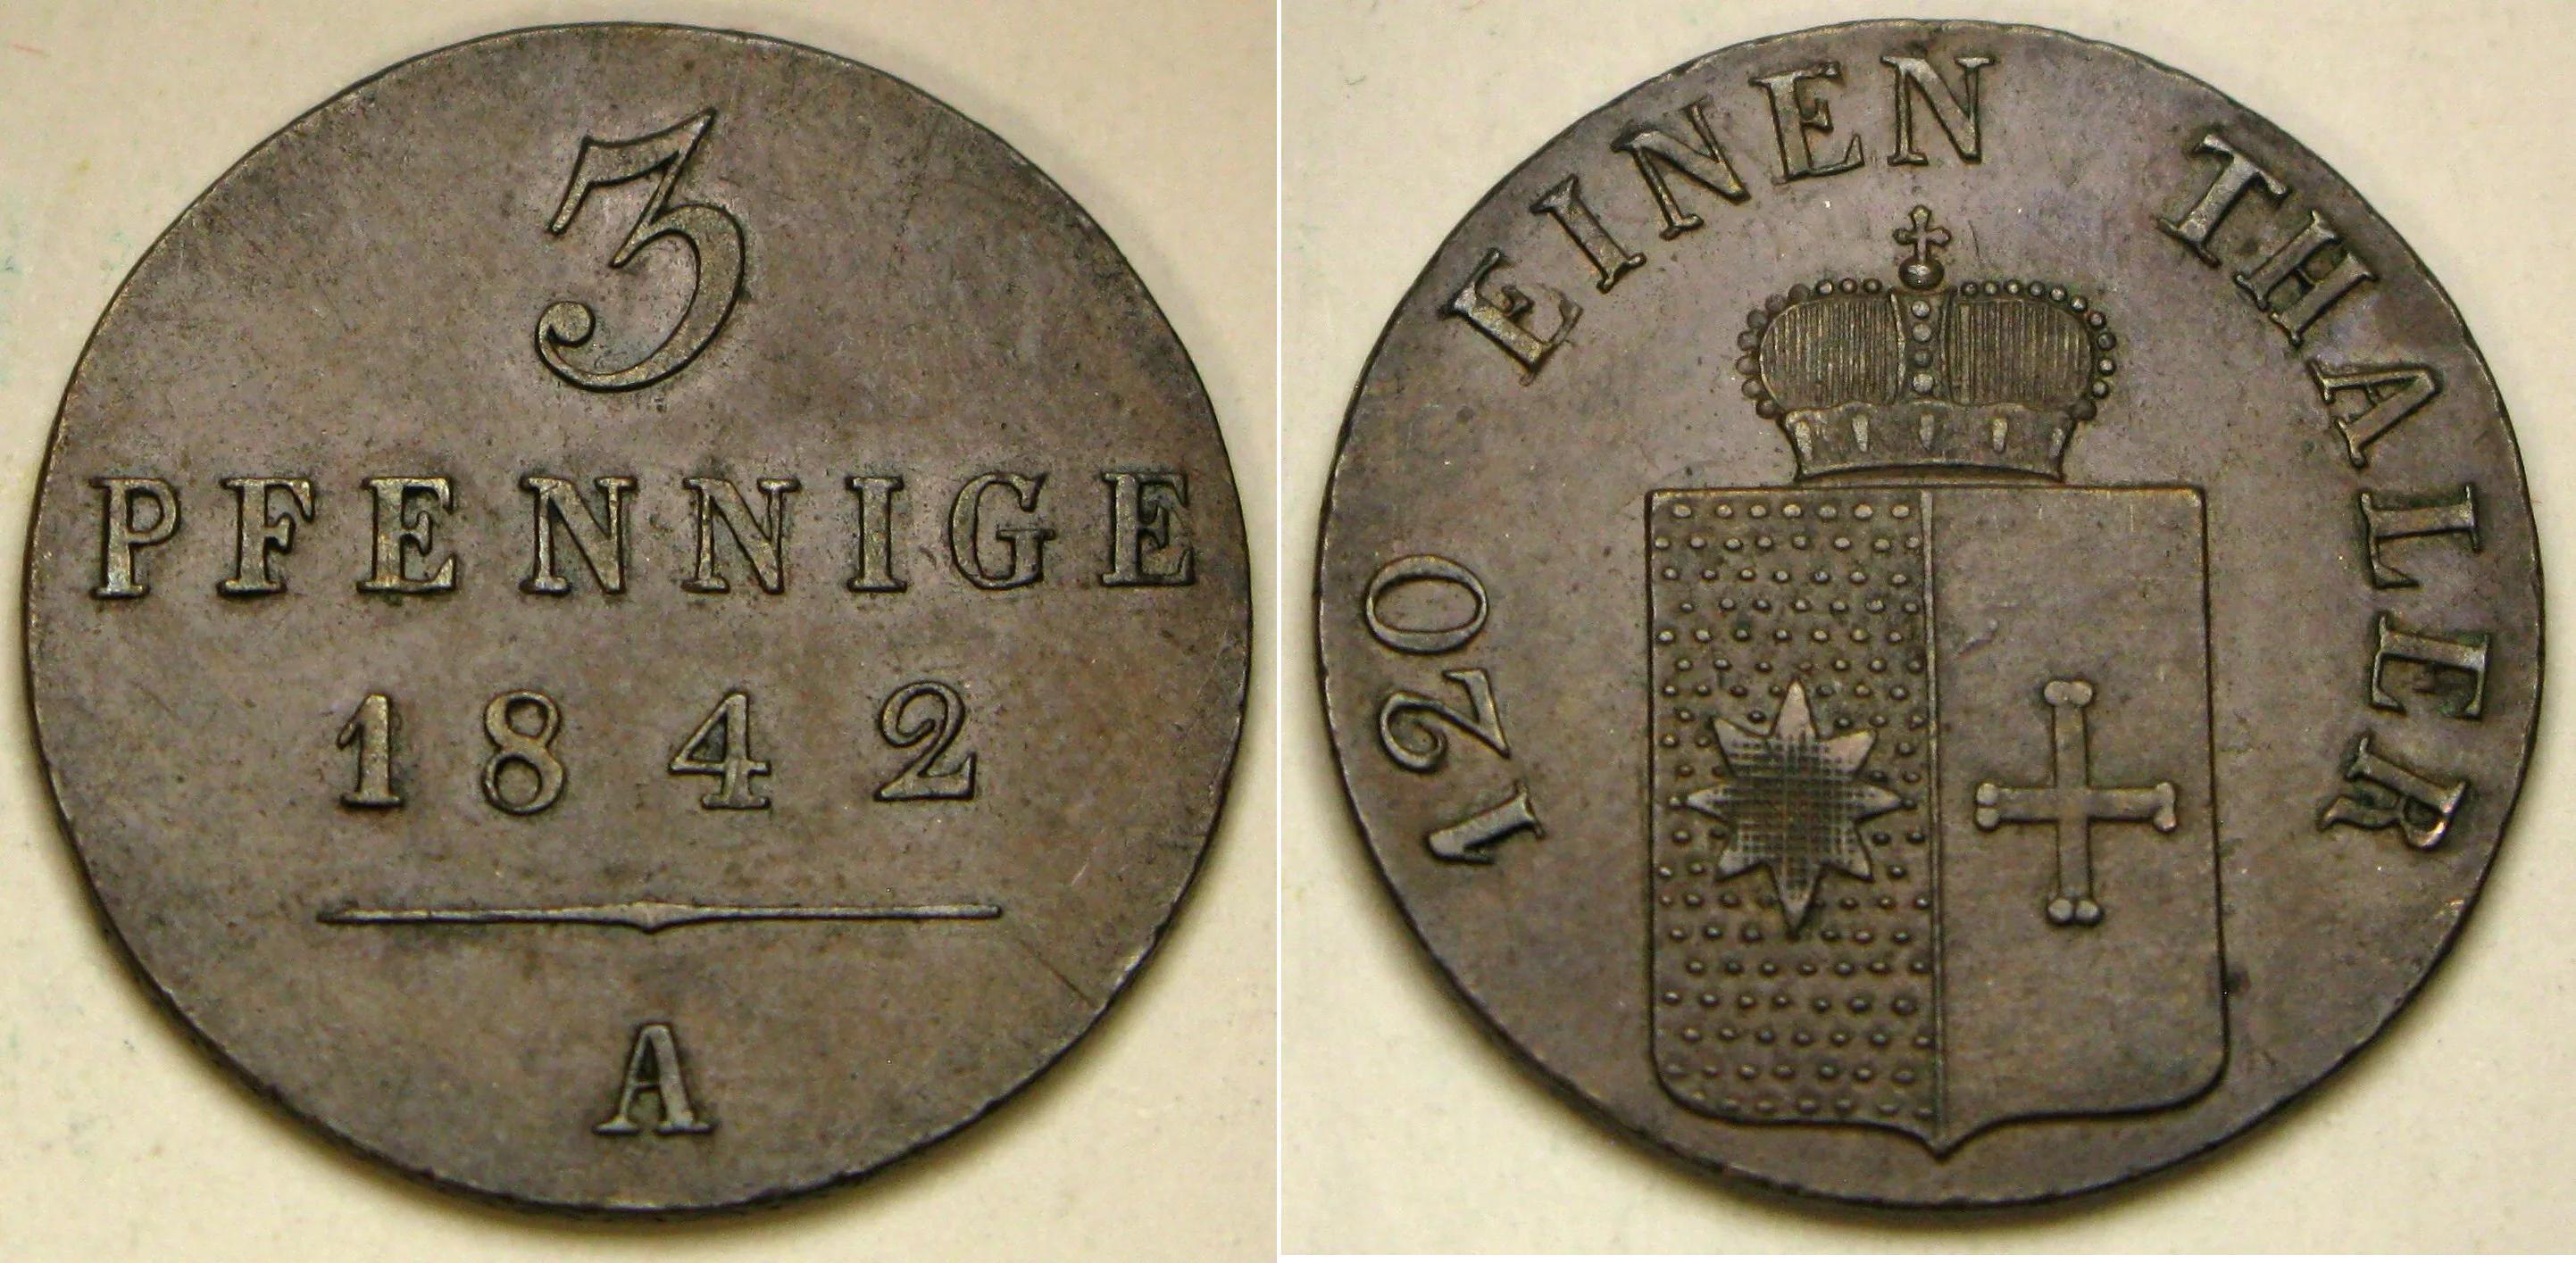 3
PFENNIGE
1842
A
120 EINEN THALER